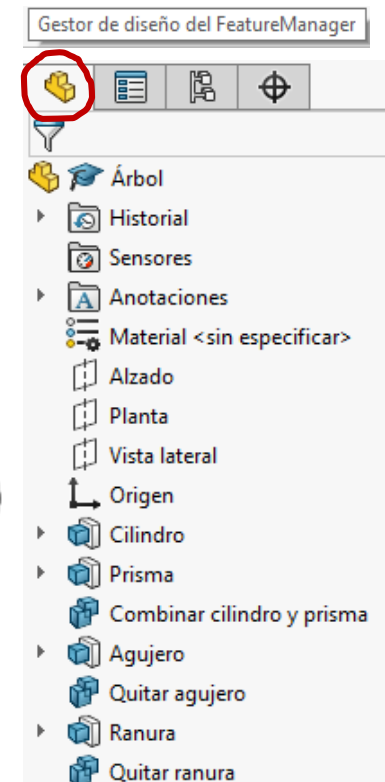 Gestor de diseño del FeatureManager
Árbol
Historial
Sensores
Anotaciones
Material <sin especificar>
Alzado
Planta
Vista lateral
Origen
Cilindro
Prisma
Combinar cilindro y prisma
Agujero
Quitar agujero
Ranura
Quitar ranura